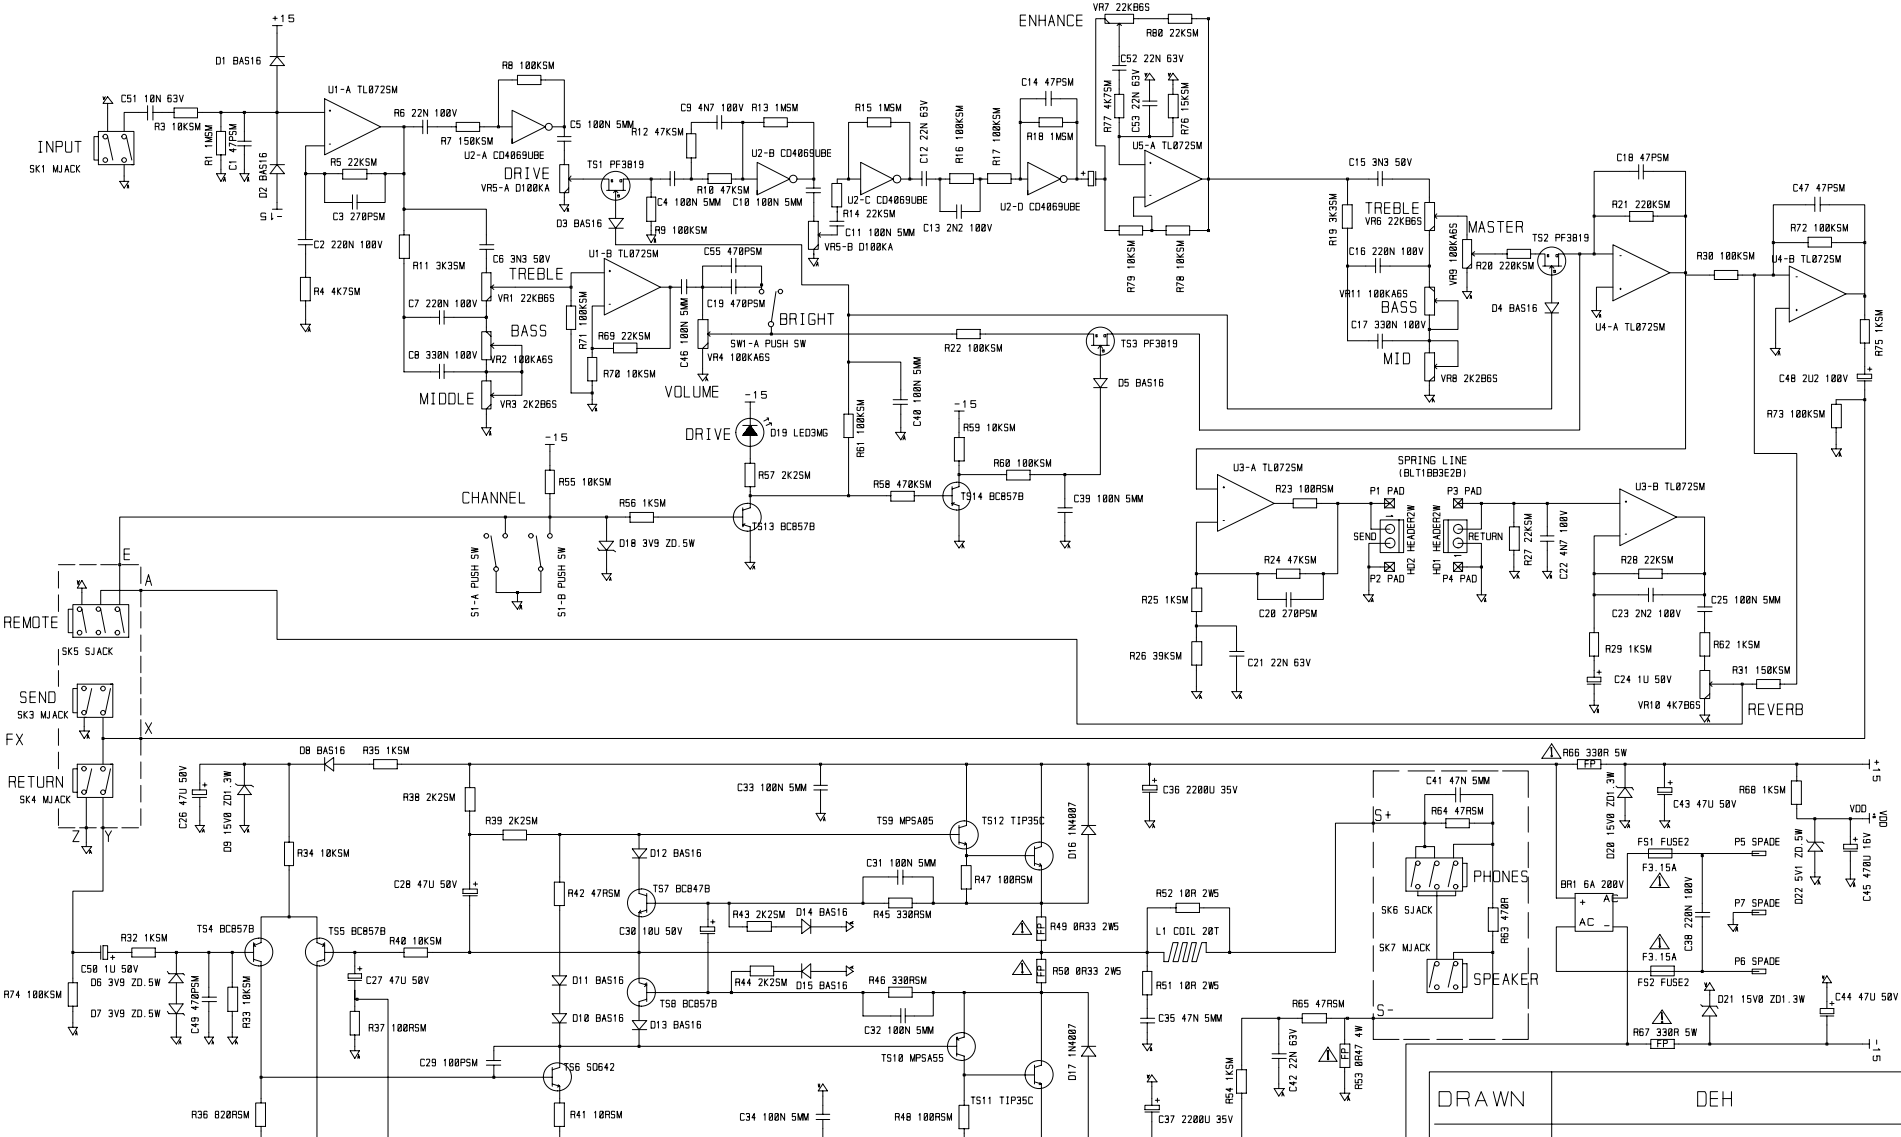 ENHANCE
VR7 22KB6S
R80 22KSM
+15
D1 BAS16
C51 10N 63V
R3 10KSM
INPUT
SK1 MJACK
R1 1MSM
C1 47PSM
D2 BAS16
-15
U1-A TL072SM
R5 22KSM
C3 270PSM
C2 220N 100V
R4 4K7SM
R6 22N 100V
R7 150KSM
R8 100KSM
U2-A CD4069UBE
C5 100N 5MM
DRIVE
VR5-A D100KA
TS1 PF3819
D3 BAS16
R12 47KSM
C9 4N7 100V
R13 1MSM
U2-B CD4069UBE
R10 47KSM
C4 100N 5MM
C10 100N 5MM
R9 100KSM
R15 1MSM
U2-C CD4069UBE
R14 22KSM
C11 100N 5MM
VR5-B D100KA
C12 22N 63V
R16 100KSM
R17 100KSM
C13 2N2 100V
C14 47PSM
R18 1MSM
U2-D CD4069UBE
C52 22N 63V
R77 4K7SM
C53 22N 63V
R76 15KSM
U5-A TL072SM
R79 10KSM
R78 10KSM
C15 3N3 50V
R19 3K3SM
TREBLE
VR6 22KB6S
C16 220N 100V
VR11 100KA6S
BASS
C17 330N 100V
MID
VR8 2K2B6S
MASTER
VR9 100KA6S
R20 220KSM
TS2 PF3819
D4 BAS16
C18 47PSM
R21 220KSM
U4-A TL072SM
R30 100KSM
C47 47PSM
R72 100KSM
U4-B TL072SM
R75 1KSM
C48 2U2 100V
R73 100KSM
R11 3K3SM
C6 3N3 50V
TREBLE
VR1 22KB6S
C7 220N 100V
BASS
VR2 100KA6S
C8 330N 100V
MIDDLE
VR3 2K2B6S
U1-B TL072SM
R71 100KSM
R69 22KSM
R70 10KSM
C46 100N 5MM
C55 470PSM
C19 470PSM
BRIGHT
SW1-A PUSH SW
VR4 100KA6S
VOLUME
R22 100KSM
TS3 PF3819
D5 BAS16
-15
DRIVE
D19 LED3MG
R57 2K2SM
R61 100KSM
C40 100N 5MM
-15
R59 10KSM
R60 100KSM
R58 470KSM
TS14 BC857B
C39 100N 5MM
-15
R55 10KSM
CHANNEL
R56 1KSM
TS13 BC857B
D18 3V9 ZD.5W
S1-A PUSH SW
S1-B PUSH SW
E
A
REMOTE
SK5 SJACK
SEND
SK3 MJACK
X
FX
RETURN
SK4 MJACK
Z
Y
U3-A TL072SM
R23 100RSM
R24 47KSM
C20 270PSM
R25 1KSM
R26 39KSM
C21 22N 63V
SPRING LINE
(BLT1BB3E2B)
P1 PAD
P3 PAD
SEND
HD2 HEADER2W
HD1 HEADER2W
1
1
RETURN
P2 PAD
P4 PAD
R27 22KSM
C22 4N7 100V
U3-B TL072SM
R28 22KSM
C23 2N2 100V
C25 100N 5MM
R29 1KSM
R62 1KSM
C24 1U 50V
R31 150KSM
VR10 4K7B6S
REVERB
D8 BAS16
R35 1KSM
C26 47U 50V
D9 15V0 ZD1.3W
R34 10KSM
R38 2K2SM
R39 2K2SM
C28 47U 50V
TS4 BC857B
TS5 BC857B
R32 1KSM
C50 1U 50V
D6 3V9 ZD.5W
D7 3V9 ZD.5W
R74 100KSM
C49 470PSM
R33 10KSM
R40 10KSM
C27 47U 50V
R37 100RSM
R36 820RSM
C29 100PSM
TS6 SO642
R41 10RSM
R42 47RSM
D12 BAS16
TS7 BC847B
C30 10U 50V
D11 BAS16
TS8 BC857B
D10 BAS16
D13 BAS16
C33 100N 5MM
C34 100N 5MM
R43 2K2SM
D14 BAS16
R44 2K2SM
D15 BAS16
C31 100N 5MM
R45 330RSM
R46 330RSM
C32 100N 5MM
TS9 MPSA05
TS12 TIP35C
R47 100RSM
TS10 MPSA55
TS11 TIP35C
R48 100RSM
D16 1N4007
D17 1N4007
R49 0R33 2W5
FP
R50 0R33 2W5
FP
C36 2200U 35V
C37 2200U 35V
R52 10R 2W5
L1 COIL 20T
R51 10R 2W5
C35 47N 5MM
R54 1KSM
C42 22N 63V
R65 47RSM
R53 0R47 4W
FP
S+
S-
C41 47N 5MM
R64 47RSM
PHONES
SK6 SJACK
R63 470R
SK7 MJACK
SPEAKER
R66 330R 5W
FP
D20 15V0 ZD1.3W
C43 47U 50V
R68 1KSM
+15
VDD
VDD
D22 5V1 ZD.5W
C45 470U 16V
FS1 FUSE2
F3.15A
P5 SPADE
BR1 6A 200V
+
AC
AC
-
C38 220N 100V
P7 SPADE
F3.15A
FS2 FUSE2
P6 SPADE
D21 15V0 ZD1.3W
C44 47U 50V
R67 330R 5W
FP
-15
DRAWN
DEH